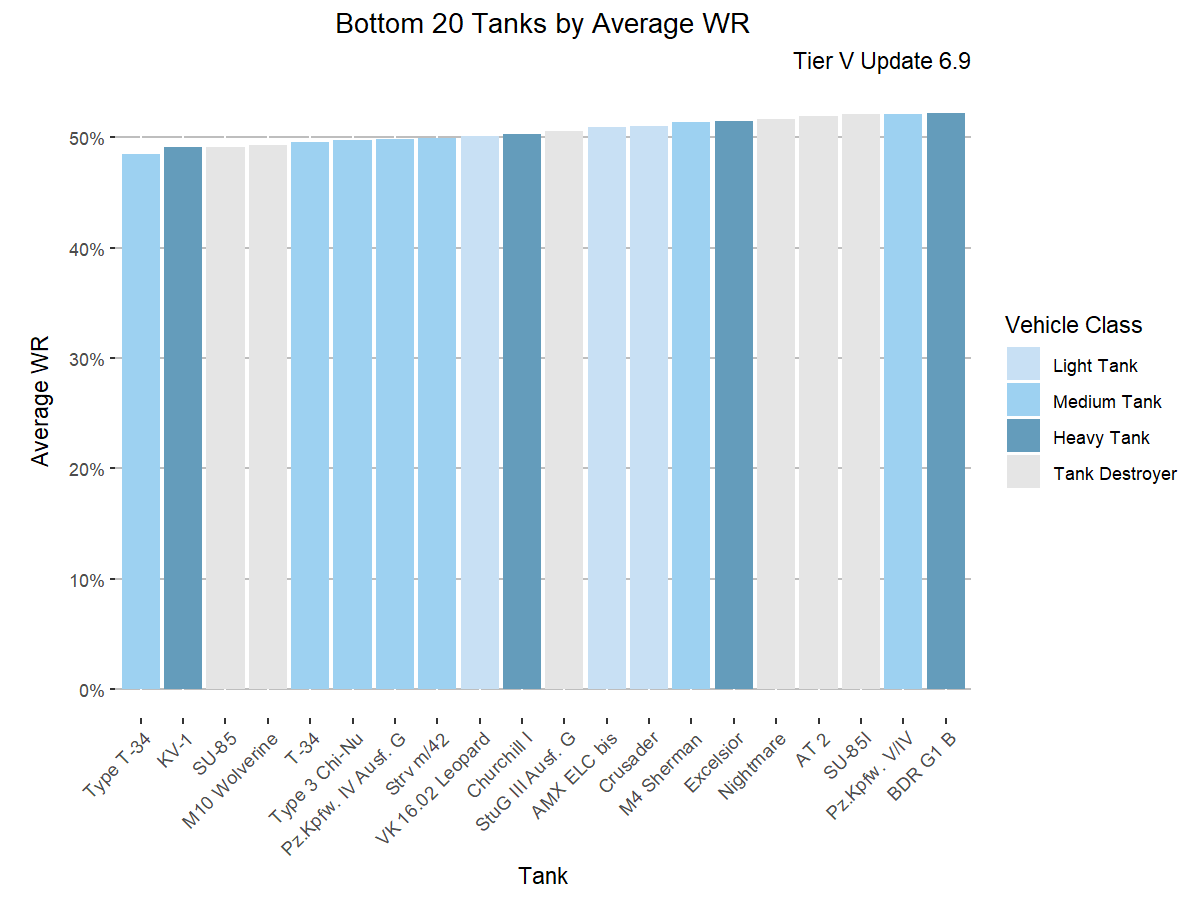 Bottom 20 Tanks by Average WR
Tier V Update 6.9
Average WR
50%
40%
30%
20%
10%
0%
Type T-34
KV-1
SU-85
M10 Wolverine
T-34
Type 3 Chi-Nu
Pz.Kpfw. IV Ausf. G
Strv m/42
VK 16.02 Leopard
Churchill I
StuG III Ausf. G
AMX ELC bis
Crusader
M4 Sherman
Excelsior
Nightmare
AT 2
SU-85I
Pz.Kpfw. V/IV
BDR G1 B
Tank
Vehicle Class
Light Tank
Medium Tank
Heavy Tank
Tank Destroyer